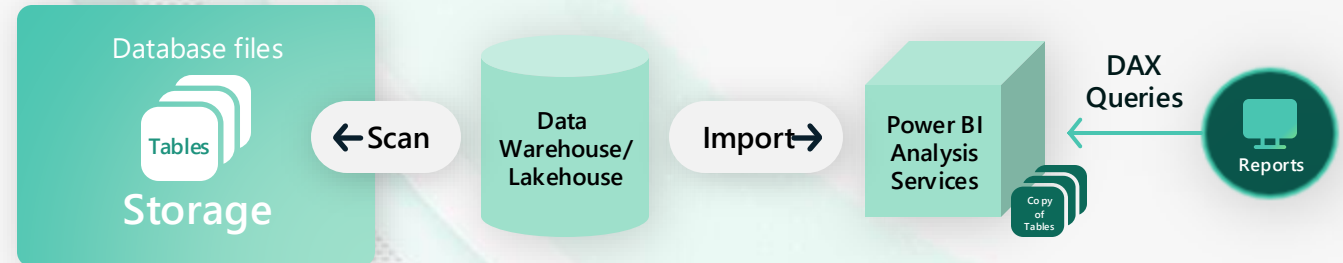 Database files
Tables
Storage
Scan
Data
Warehouse/
Lakehouse
Import
Power BI
Analysis
Services
Copy
of
Tables
DAX
Queries
Reports